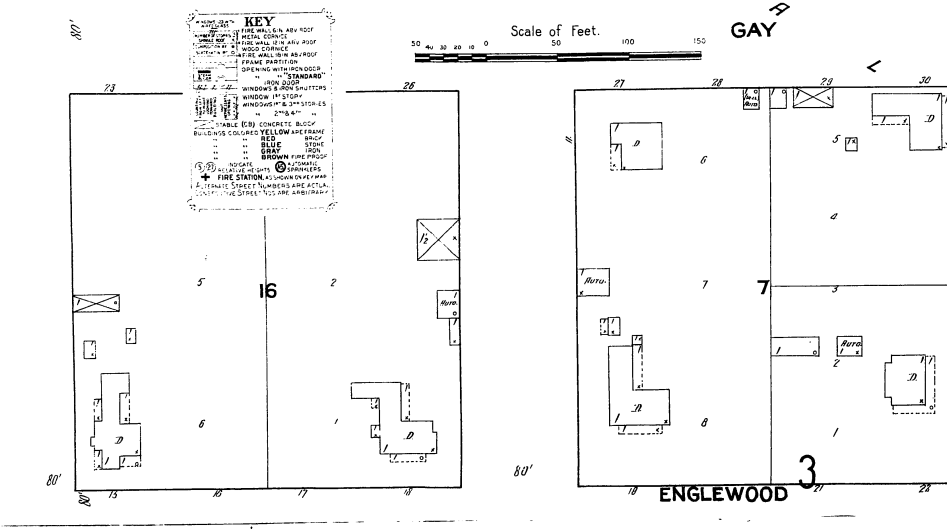 KEY
FIRE WALL 6 IN. ABV ROOF
METAL CORNICE
FIRE WALL 12 IN ABV ROOF
WOOD CORNICE
FIRE WALL 18 IN ABV ROOF
FRAME PARTITION
OPENING WITH IRON DOOR
" " "STANDARD"
IRON DOOR
WINDOWS & IRON SHUTTERS
WINDOW 1ST STORY
WINDOWS 1ST & 3RD STORIES
" 2ND & 4TH "
STABLE (CB) CONCRETE BLOCK
BUILDINGS COLORED YELLOW ARE FRAME
" " RED BRICK
" " BLUE STONE
" " GRAY IRON
" " BROWN FIRE PROOF
INDICATE RELATIVE HEIGHTS
AUTOMATIC SPRINKLERS
FIRE STATION, AS SHOWN ON KEY MAP
ALTERNATE STREET NUMBERS ARE ACTUAL
CONSECUTIVE STREET NOS ARE ARBITRARY
Scale of Feet.
50 40 30 20 10 0 50 100 150
GAY
80'
23 26 27 28 29 30
D D
5
6
4
1½
5 16 2
Auto.
Auto.
7 7 3
Auto.
2
D
6 1
D D
D
8 1
80'
80'
80'
15 16 17 18 19 21 22
3
ENGLEWOOD